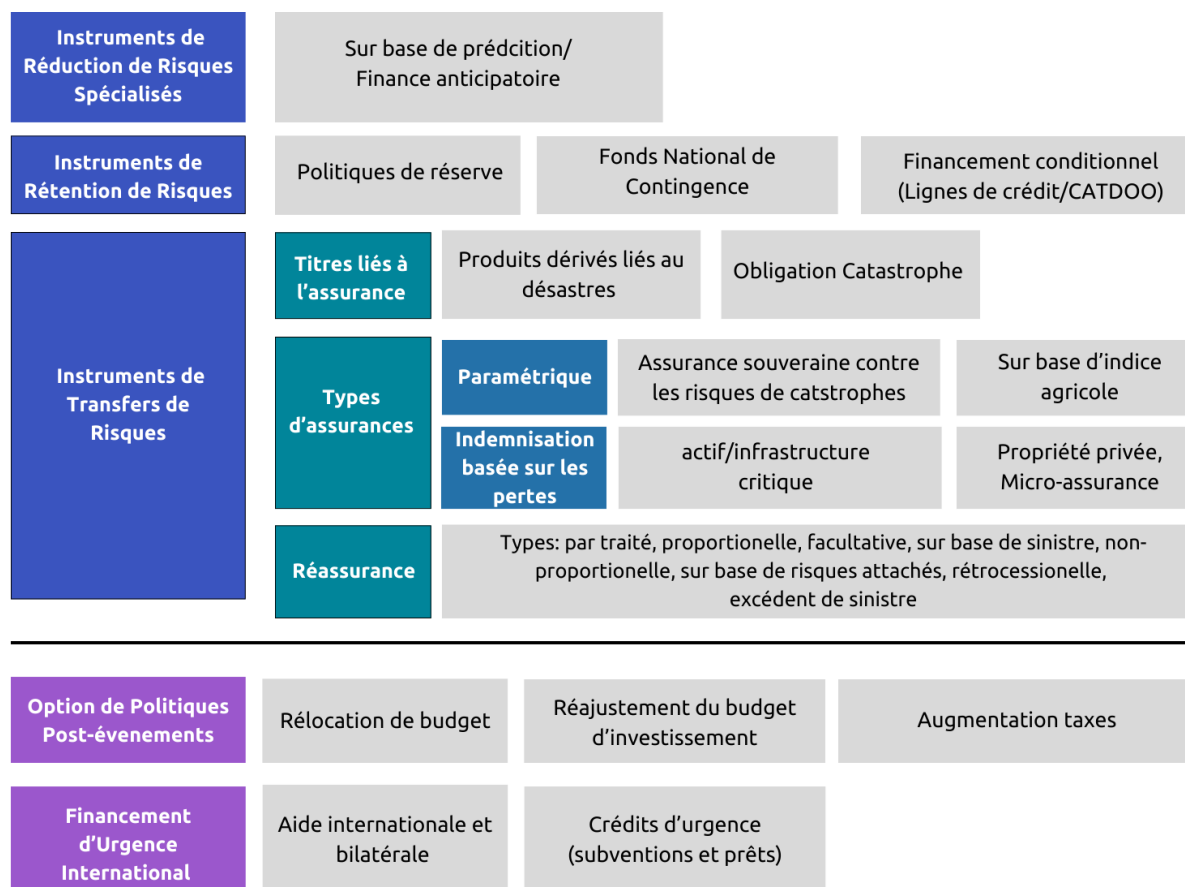 Instruments de
Réduction de Risques
Spécialisés
Sur base de prédcition/
Finance anticipatoire
Instruments de
Rétention de Risques
Politiques de réserve
Fonds National de
Contingence
Financement conditionnel
(Lignes de crédit/CATDOO)
Instruments de
Transfers de
Risques
Titres liés à
l'assurance
Produits dérivés liés au
désastres
Obligation Catastrophe
Types
d'assurances
Paramétrique
Assurance souveraine contre
les risques de catstrophes
Sur base d'indice
agricole
Indemnisation
basée sur les
pertes
actif/infrastructure
critique
Propriété privée,
Micro-assurance
Réassurance
Types: par traité, proportionelle, facultative, sur base de sinistre, non-
proportionelle, sur base de risques attachés, rétrocessionelle,
excédent de sinistre
Option de Politiques
Post-évenements
Rélocation de budget
Réajustement du budget
d'investissement
Augmentation taxes
Financement
d'Urgence
International
Aide internationale et
bilatérale
Crédits d'urgence
(subventions et prêts)